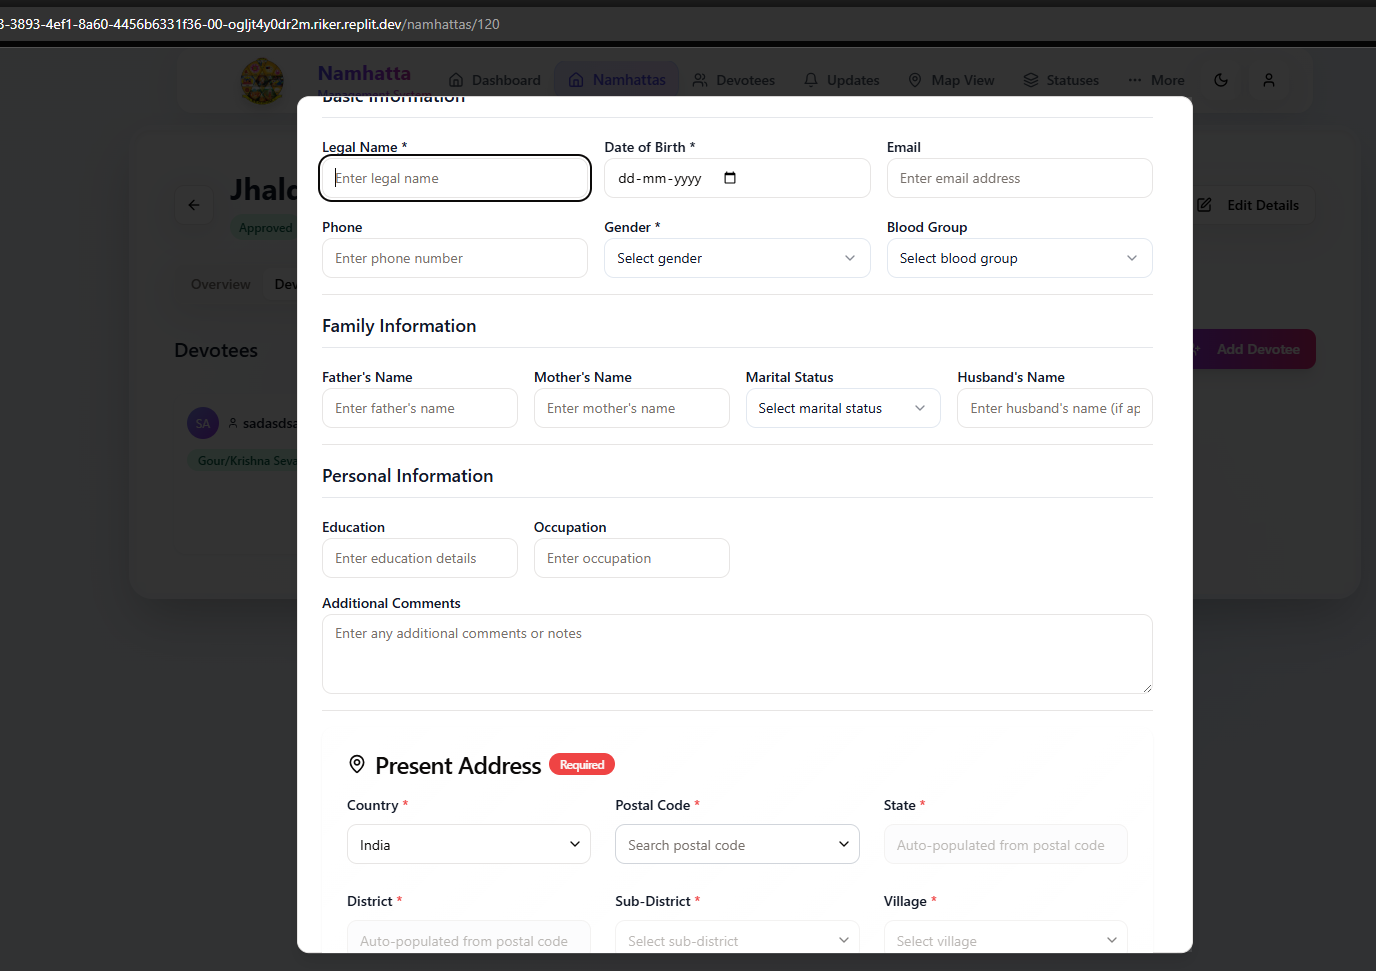 3-3893-4ef1-8a60-4456b6331f36-00-ogljt4y0dr2m.riker.replit.dev/namhattas/120
Namhatta Dashboard Namhattas Devotees Updates Map View Statuses More
Management System
Basic Information
Legal Name * Date of Birth * Email
Enter legal name dd-mm-yyyy Enter email address
Jhald Edit Details
Approved Phone Gender * Blood Group
Enter phone number Select gender Select blood group
Overview Dev
Family Information
Devotees Add Devotee
Father's Name Mother's Name Marital Status Husband's Name
Enter father's name Enter mother's name Select marital status Enter husband's name (if ap
SA sadasdsa
Gour/Krishna Seva
Personal Information
Education Occupation
Enter education details Enter occupation
Additional Comments
Enter any additional comments or notes
Present Address Required
Country * Postal Code * State *
India Search postal code Auto-populated from postal code
District * Sub-District * Village *
Auto-populated from postal code Select sub-district Select village